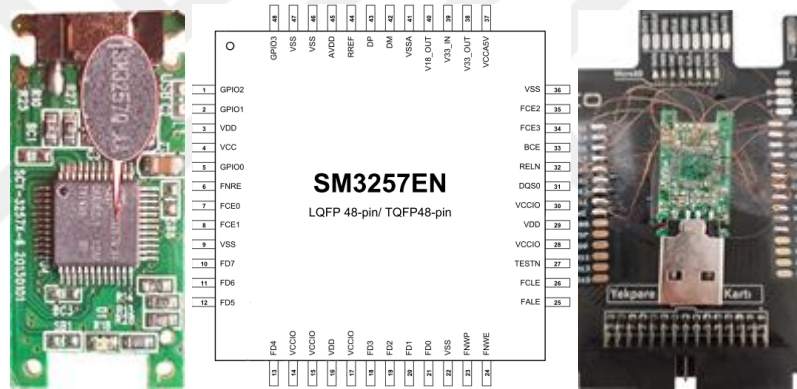 SM3257Q A
SCY-3257X-6 20130101
SM3257EN
LQFP 48-pin/ TQFP48-pin
48 GPIO3
47 VSS
46 VSS
45 AVDD
44 RREF
43 DP
42 DM
41 VSSA
40 V18_OUT
39 V33_IN
38 V33_OUT
37 VCCA5V
1 GPIO2
2 GPIO1
3 VDD
4 VCC
5 GPIO0
6 FNRE
7 FCE0
8 FCE1
9 VSS
10 FD7
11 FD6
12 FD5
13 FD4
14 VCCIO
15 VCCIO
16 VDD
17 VCCIO
18 FD3
19 FD2
20 FD1
21 FD0
22 VSS
23 FNWP
24 FNWE
VSS 36
FCE2 35
FCE3 34
BCE 33
RELN 32
DQS0 31
VCCIO 30
VDD 29
VCCIO 28
TESTN 27
FCLE 26
FALE 25
MicroSD
Yekpare Kartı